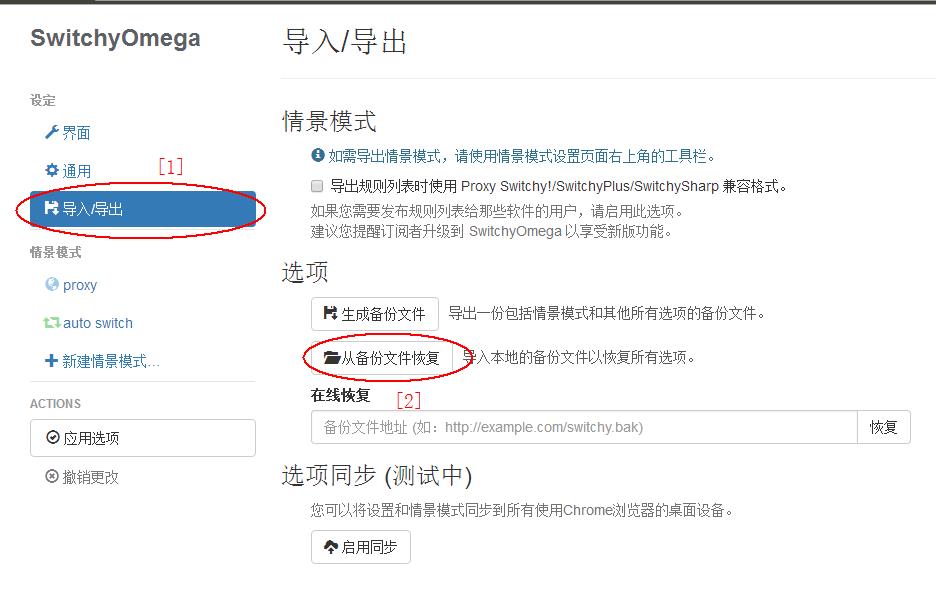 SwitchyOmega
设定
界面
通用
[1]
导入/导出
情景模式
proxy
auto switch
新建情景模式...
ACTIONS
应用选项
撤销更改
导入/导出
情景模式
如需导出情景模式，请使用情景模式设置页面右上角的工具栏。
导出规则列表时使用 Proxy Switchy!/SwitchyPlus/SwitchySharp 兼容格式。
如果您需要发布规则列表给那些软件的用户，请启用此选项。
建议您提醒订阅者升级到 SwitchyOmega 以享受新版功能。
选项
生成备份文件 导出一份包括情景模式和其他所有选项的备份文件。
从备份文件恢复 导入本地的备份文件以恢复所有选项。
在线恢复 [2]
备份文件地址 (如：http://example.com/switchy.bak) 恢复
选项同步 (测试中)
您可以将设置和情景模式同步到所有使用Chrome浏览器的桌面设备。
启用同步